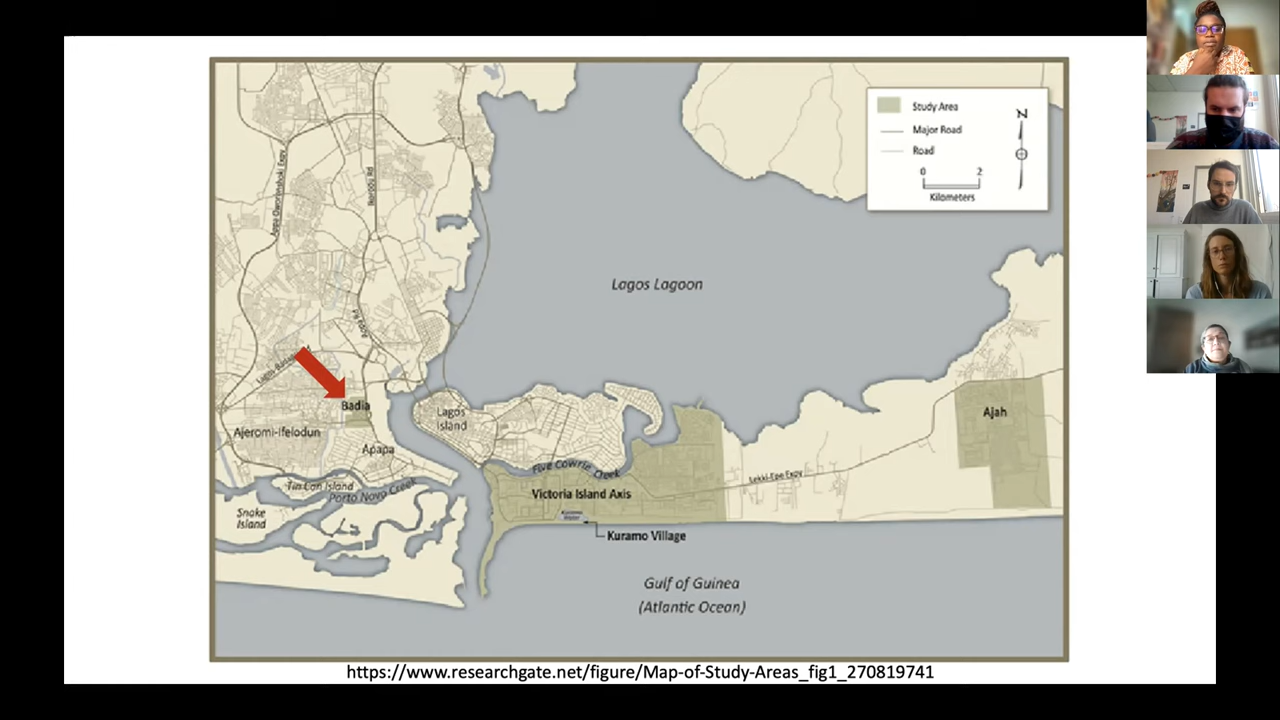 Study Area
Major Road
Road
N
0 2
Kilometers
Ikorodu Rd
Lagos Lagoon
Badia
Ajeromi-Ifelodun
Apapa
Lagos
Island
Ajah
Tin Can Island
Porto Novo Creek
Snake
Island
Five Cowrie Creek
Victoria Island Axis
Lekki-Epe Expy
Kuramo Village
Gulf of Guinea
(Atlantic Ocean)
https://www.researchgate.net/figure/Map-of-Study-Areas_fig1_270819741